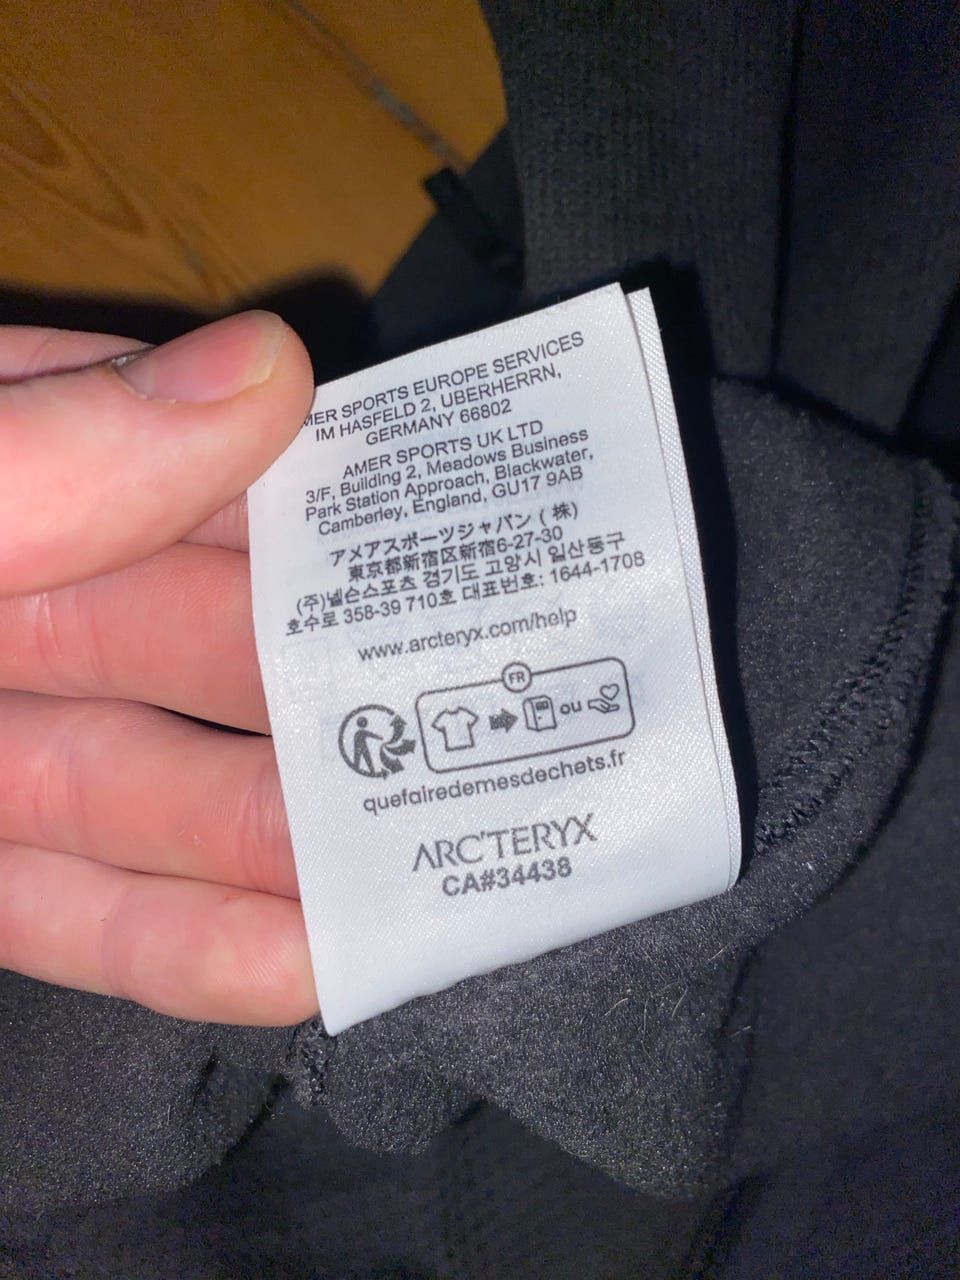 MER SPORTS EUROPE SERVICES
IM HASFELD 2, UBERHERRN,
GERMANY 66802
AMER SPORTS UK LTD
3/F, Building 2, Meadows Business
Park Station Approach, Blackwater,
Camberley, England, GU17 9AB
アメアスポーツジャパン（株）
東京都新宿区新宿6-27-30
(주)넬슨스포츠 경기도 고양시 일산동구
호수로 358-39 710호 대표번호: 1644-1708
www.arcteryx.com/help
FR
ou
quefairedemesdechets.fr
ARC'TERYX
CA#34438